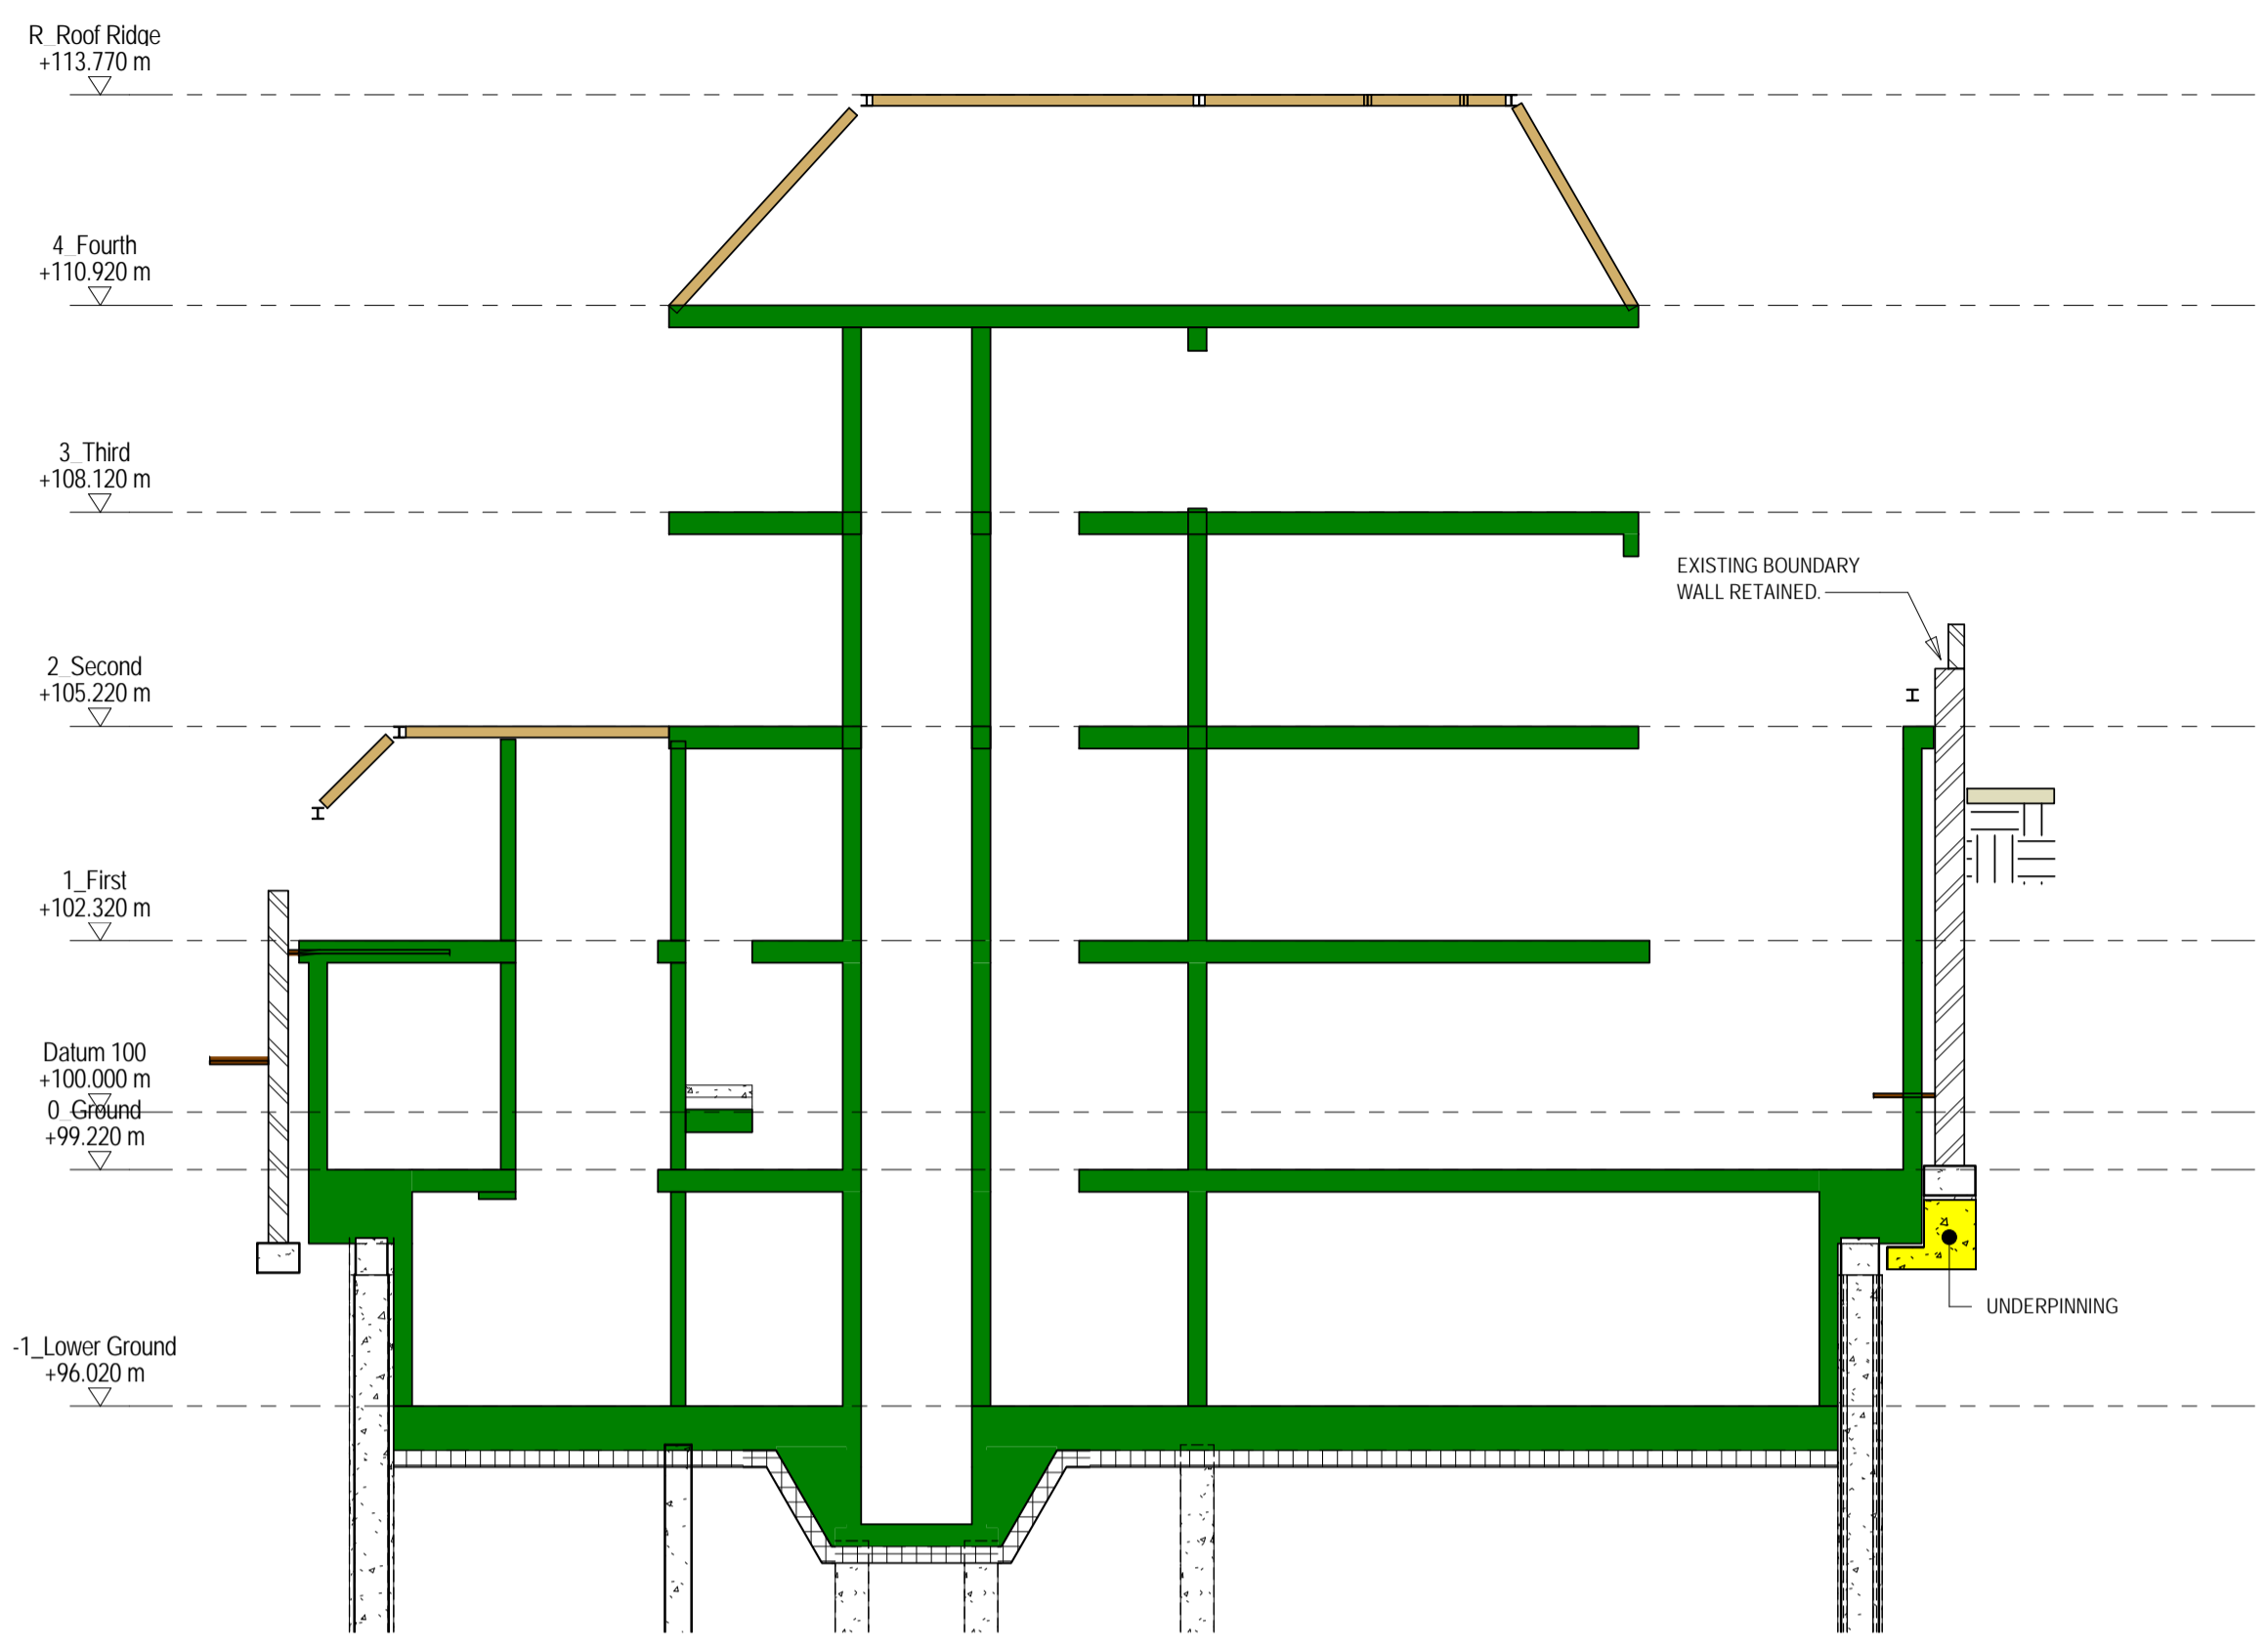 R_Roof Ridge
+113.770 m
4_Fourth
+110.920 m
3_Third
+108.120 m
EXISTING BOUNDARY
WALL RETAINED.
2_Second
+105.220 m
1_First
+102.320 m
Datum 100
+100.000 m
0_Ground
+99.220 m
UNDERPINNING
-1_Lower Ground
+96.020 m